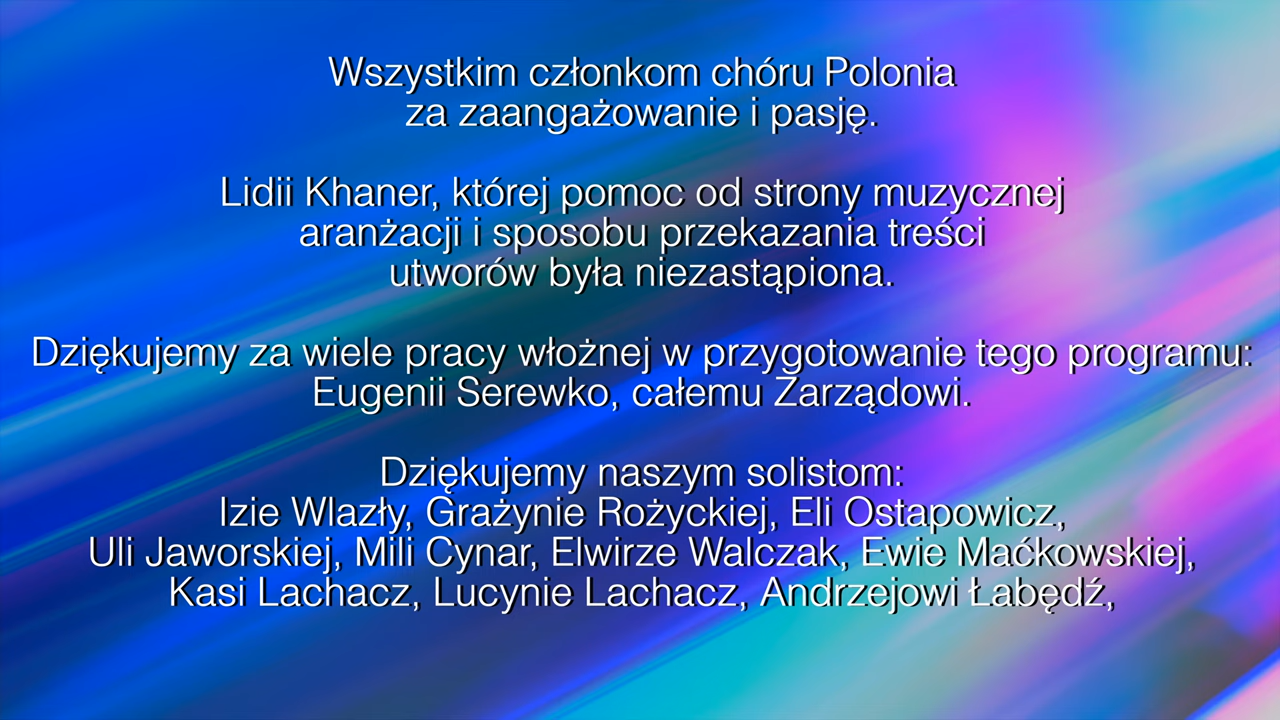 Wszystkim członkom chóru Polonia
za zaangażowanie i pasję.
Lidii Khaner, której pomoc od strony muzycznej
aranżacji i sposobu przekazania treści
utworów była niezastąpiona.
Dziękujemy za wiele pracy włożnej w przygotowanie tego programu:
Eugenii Serewko, całemu Zarządowi.
Dziękujemy naszym solistom:
Izie Wlazły, Grażynie Rożyckiej, Eli Ostapowicz,
Uli Jaworskiej, Mili Cynar, Elwirze Walczak, Ewie Maćkowskiej,
Kasi Lachacz, Lucynie Lachacz, Andrzejowi Łabędź,